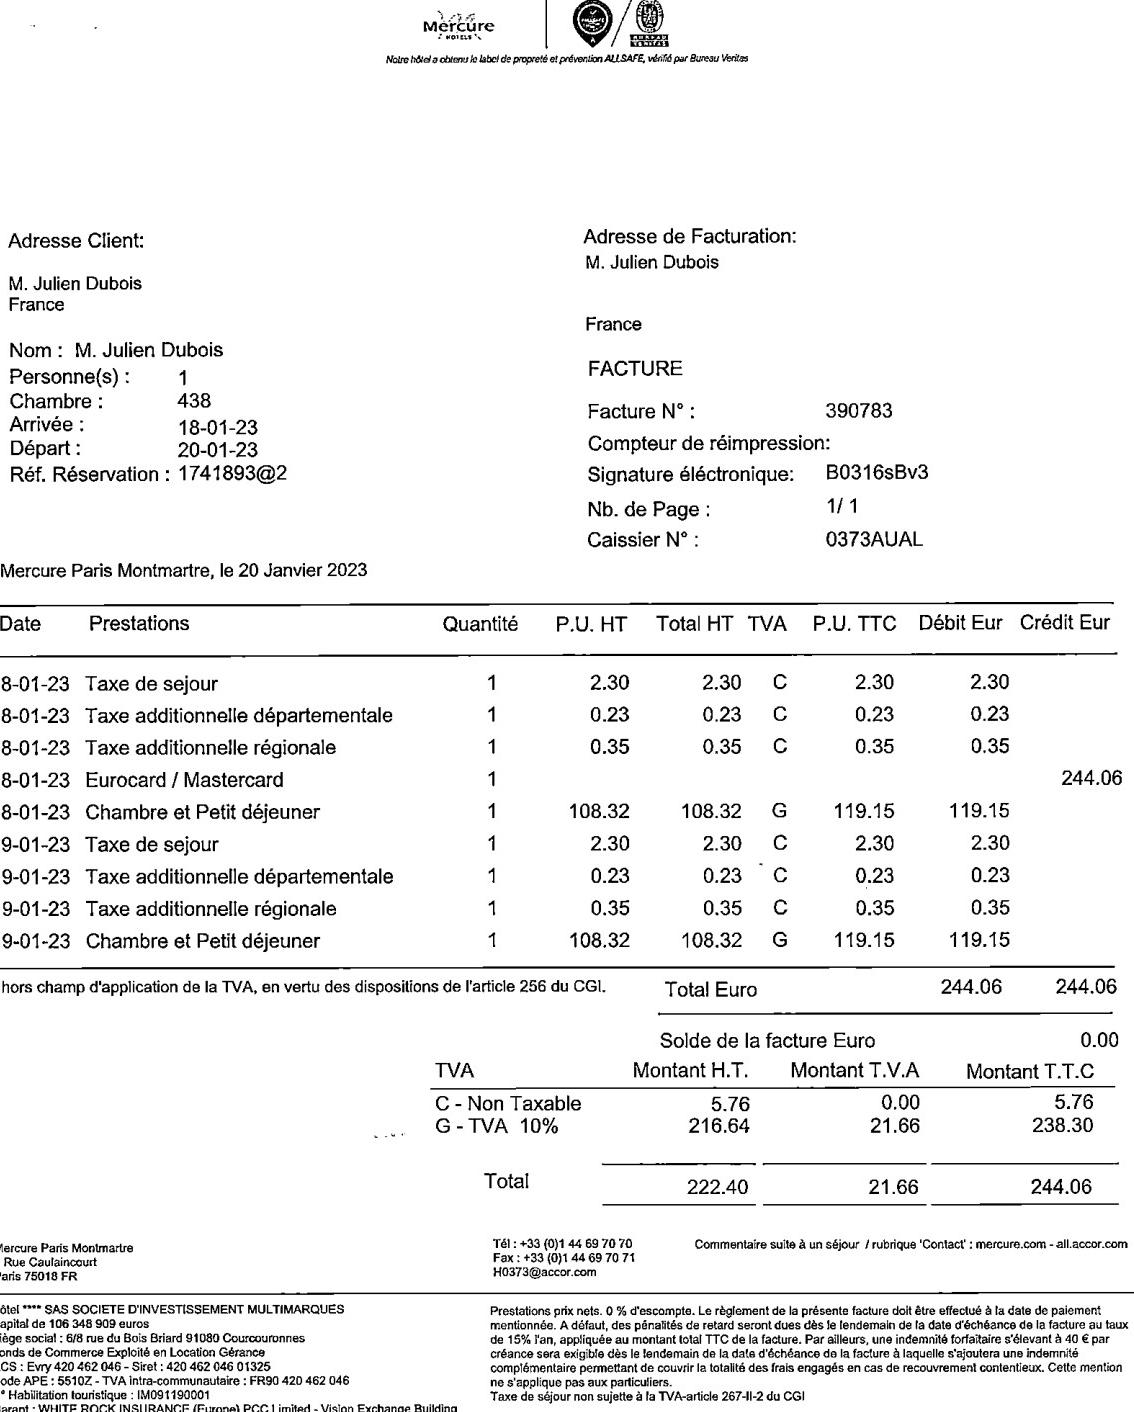 Mercure
HOTELS
ALLSAFE
BUREAU
VERITAS
Notre hôtel a obtenu le label de propreté et prévention ALLSAFE, vérifié par Bureau Veritas
Adresse Client:
M. Julien Dubois
France
Nom : M. Julien Dubois
Personne(s) : 1
Chambre : 438
Arrivée : 18-01-23
Départ : 20-01-23
Réf. Réservation : 1741893@2
Adresse de Facturation:
M. Julien Dubois
France
FACTURE
Facture N° : 390783
Compteur de réimpression:
Signature éléctronique: B0316sBv3
Nb. de Page : 1/ 1
Caissier N° : 0373AUAL
Mercure Paris Montmartre, le 20 Janvier 2023
Date Prestations Quantité P.U. HT Total HT TVA P.U. TTC Débit Eur Crédit Eur
8-01-23 Taxe de sejour 1 2.30 2.30 C 2.30 2.30
8-01-23 Taxe additionnelle départementale 1 0.23 0.23 C 0.23 0.23
8-01-23 Taxe additionnelle régionale 1 0.35 0.35 C 0.35 0.35
8-01-23 Eurocard / Mastercard 1 244.06
8-01-23 Chambre et Petit déjeuner 1 108.32 108.32 G 119.15 119.15
9-01-23 Taxe de sejour 1 2.30 2.30 C 2.30 2.30
9-01-23 Taxe additionnelle départementale 1 0.23 0.23 C 0.23 0.23
9-01-23 Taxe additionnelle régionale 1 0.35 0.35 C 0.35 0.35
9-01-23 Chambre et Petit déjeuner 1 108.32 108.32 G 119.15 119.15
hors champ d'application de la TVA, en vertu des dispositions de l'article 256 du CGI.
Total Euro 244.06 244.06
Solde de la facture Euro 0.00
TVA Montant H.T. Montant T.V.A Montant T.T.C
C - Non Taxable 5.76 0.00 5.76
G - TVA 10% 216.64 21.66 238.30
Total 222.40 21.66 244.06
Mercure Paris Montmartre
Rue Caulaincourt
Paris 75018 FR
Tél : +33 (0)1 44 69 70 70
Fax : +33 (0)1 44 69 70 71
H0373@accor.com
Commentaire suite à un séjour / rubrique 'Contact' : mercure.com - all.accor.com
ôtel **** SAS SOCIETE D'INVESTISSEMENT MULTIMARQUES
apital de 106 348 909 euros
iège social : 6/8 rue du Bois Briard 91080 Courcouronnes
onds de Commerce Exploité en Location Gérance
CS : Evry 420 462 046 - Siret : 420 462 046 01325
ode APE : 5510Z - TVA intra-communautaire : FR90 420 462 046
° Habilitation touristique : IM091190001
arant : WHITE ROCK INSURANCE (Europe) PCC Limited - Vision Exchange Building
Prestations prix nets. 0 % d'escompte. Le règlement de la présente facture doit être effectué à la date de paiement
mentionnée. A défaut, des pénalités de retard seront dues dès le lendemain de la date d'échéance de la facture au taux
de 15% l'an, appliquée au montant total TTC de la facture. Par ailleurs, une indemnité forfaitaire s'élevant à 40 € par
créance sera exigible dès le lendemain de la date d'échéance de la facture à laquelle s'ajoutera une indemnité
complémentaire permettant de couvrir la totalité des frais engagés en cas de recouvrement contentieux. Cette mention
ne s'applique pas aux particuliers.
Taxe de séjour non sujette à la TVA-article 267-II-2 du CGI